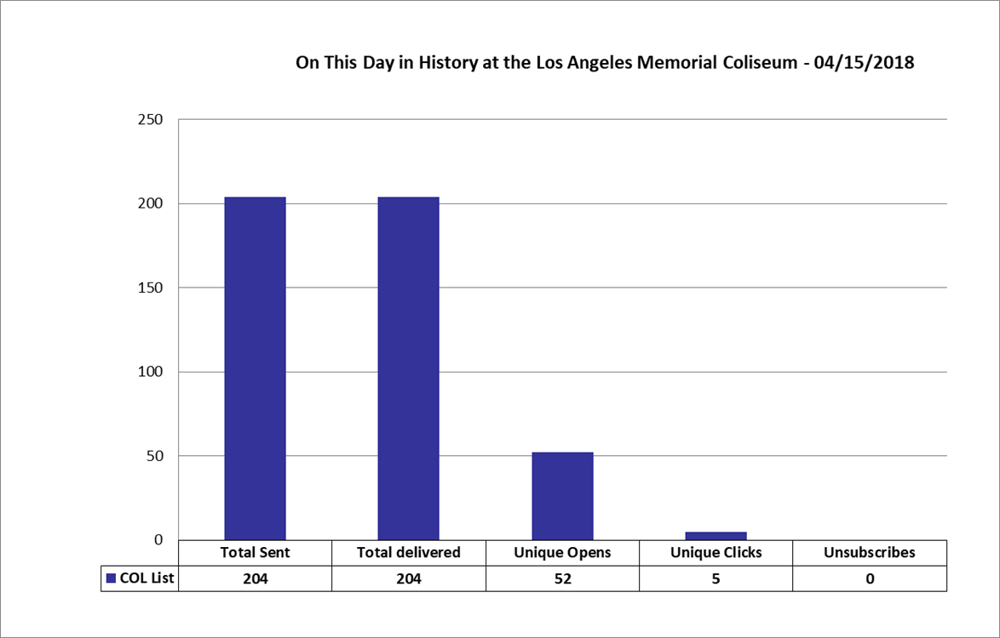 On This Day in History at the Los Angeles Memorial Coliseum - 04/15/2018
250
200
150
100
50
0
Total Sent Total delivered Unique Opens Unique Clicks Unsubscribes
COL List 204 204 52 5 0